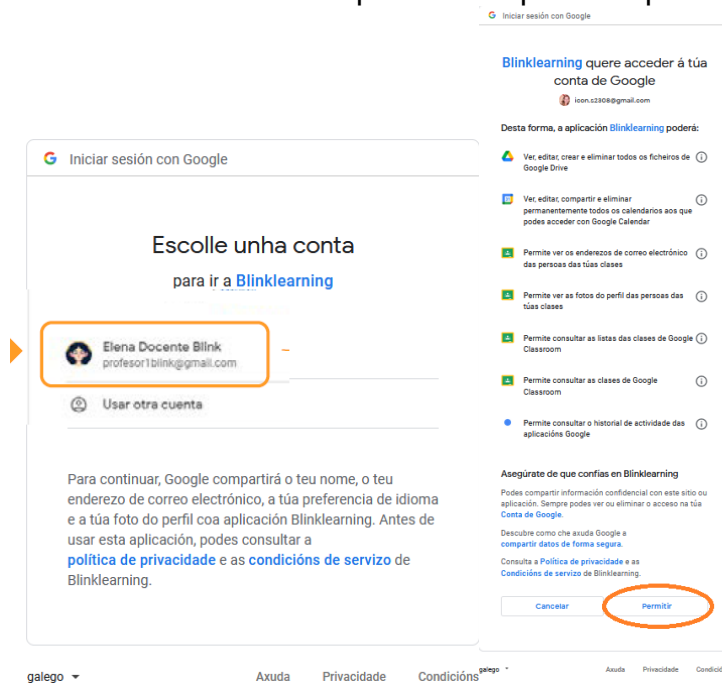 Iniciar sesión con Google
Escolle unha conta
para ir a Blinklearning
Elena Docente Blink
profesor1blink@gmail.com
Usar otra cuenta
Para continuar, Google compartirá o teu nome, o teu
enderezo de correo electrónico, a túa preferencia de idioma
e a túa foto do perfil coa aplicación Blinklearning. Antes de
usar esta aplicación, podes consultar a
política de privacidade e as condicións de servizo de
Blinklearning.
galego
Axuda
Privacidade
Condicións
Iniciar sesión con Google
Blinklearning quere acceder á túa
conta de Google
icon.s2308@gmail.com
Desta forma, a aplicación Blinklearning poderá:
Ver, editar, crear e eliminar todos os ficheiros de
Google Drive
Ver, editar, compartir e eliminar
permanentemente todos os calendarios aos que
podes acceder con Google Calendar
Permite ver os enderezos de correo electrónico
das persoas das túas clases
Permite ver as fotos do perfil das persoas das
túas clases
Permite consultar as listas das clases de Google
Classroom
Permite consultar as clases de Google
Classroom
Permite consultar o historial de actividade das
aplicacións Google
Asegúrate de que confías en Blinklearning
Podes compartir información confidencial con este sitio ou
aplicación. Sempre podes ver ou eliminar o acceso na túa
Conta de Google.
Descubre como che axuda Google a
compartir datos de forma segura.
Consulta a Política de privacidade e as
Condicións de servizo de Blinklearning.
Cancelar
Permitir
galego
Axuda
Privacidade